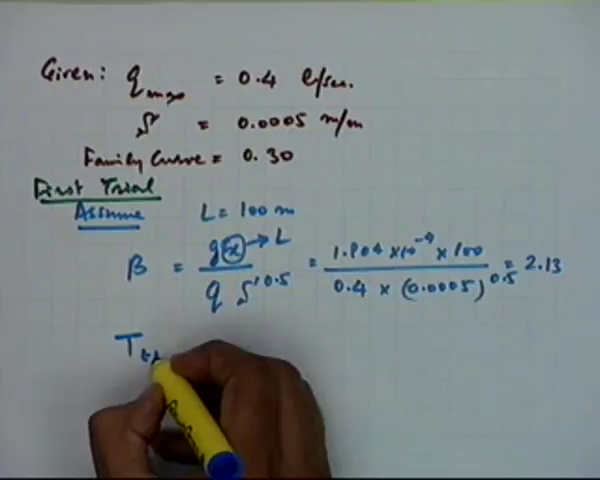 Given: qmax = 0.4 l/sec.
S = 0.0005 m/m
Family Curve = 0.30
First Trial
Assume L = 100 m
β = gx → L / q S^0.5 = 1.904 × 10^-4 × 100 / 0.4 × (0.0005)^0.5 = 2.13
T